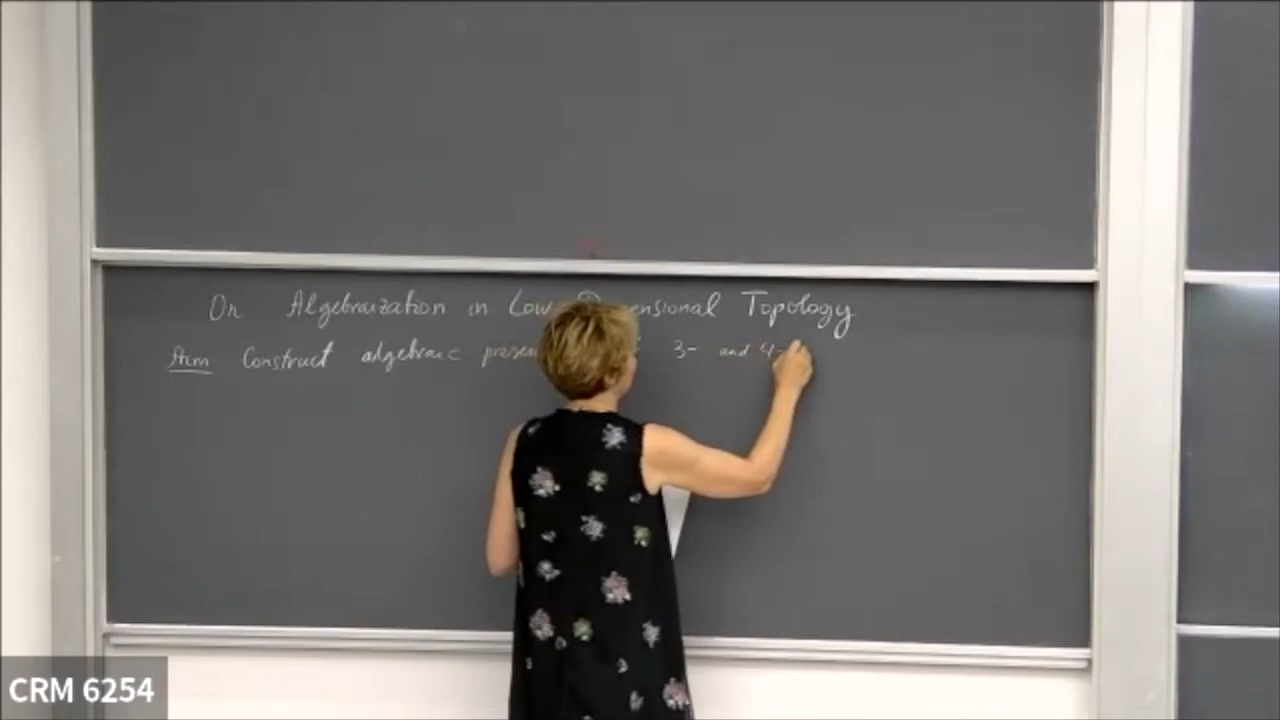 On Algebraization in Low Dimensional Topology
Aim Construct algebraic presen 3- and 4-
CRM 6254